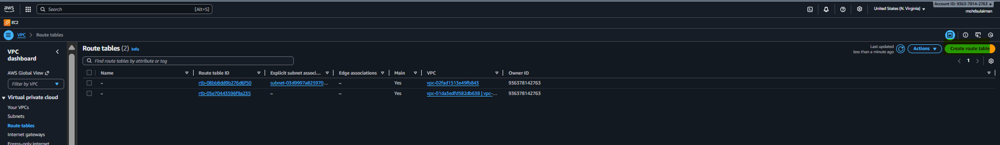 aws
Search [Alt+S]
United States (N. Virginia)
Account ID: 9363-7814-2763
mohdsulaiman
EC2
VPC > Route tables
VPC dashboard
AWS Global View
Filter by VPC
Virtual private cloud
Your VPCs
Subnets
Route tables
Internet gateways
Egress-only internet
Route tables (2) Info
Last updated
less than a minute ago
Actions
Create route table
Find route tables by attribute or tag
1
Name Route table ID Explicit subnet associ... Edge associations Main VPC Owner ID
– rtb-08bb8dd9b276d6f50 subnet-03d9997a825970... – Yes vpc-02fad1513e49fb843 936378142763
– rtb-05e70443596f9a235 – – Yes vpc-01da3edfd582db638 | vpc-... 936378142763